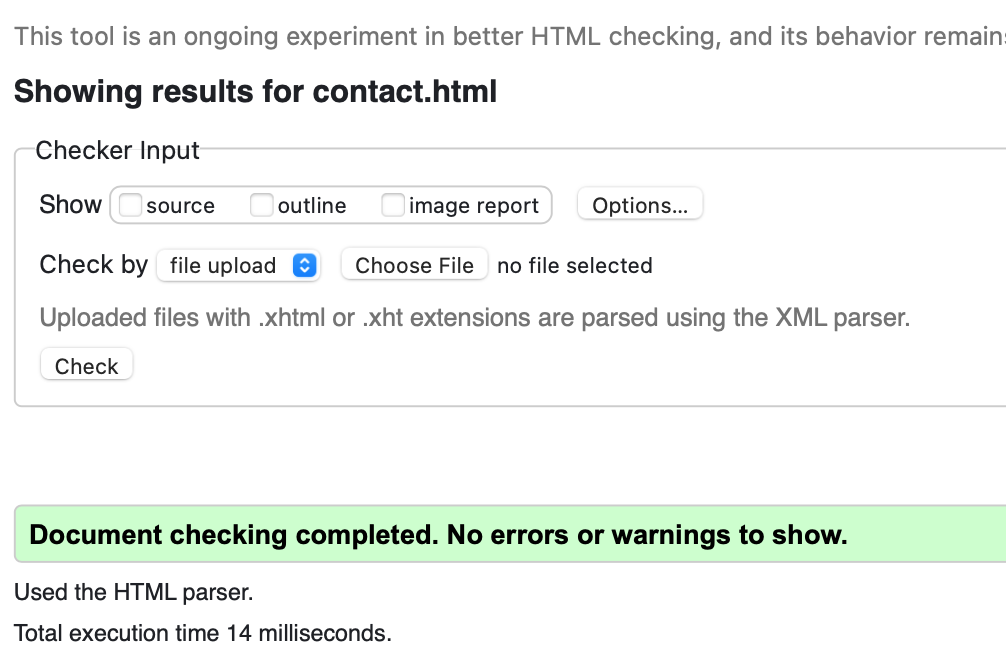 This tool is an ongoing experiment in better HTML checking, and its behavior remains
Showing results for contact.html
Checker Input
Show source outline image report Options...
Check by file upload Choose File no file selected
Uploaded files with .xhtml or .xht extensions are parsed using the XML parser.
Check
Document checking completed. No errors or warnings to show.
Used the HTML parser.
Total execution time 14 milliseconds.